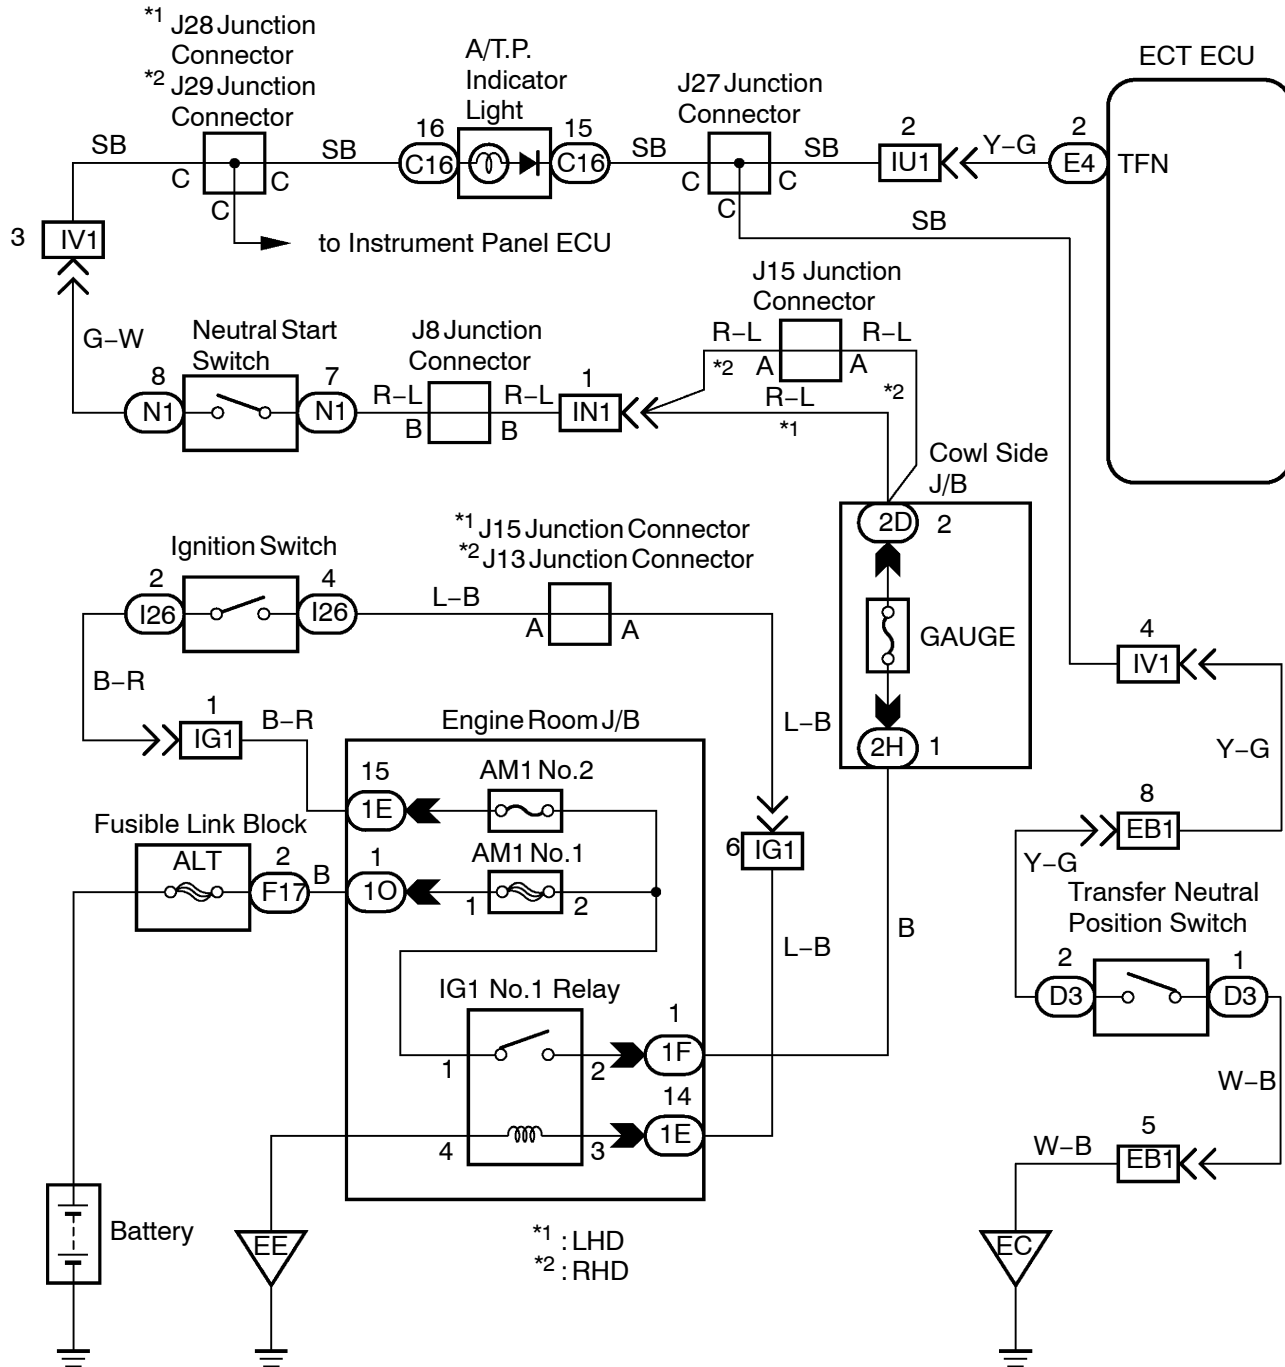 *1 J28 Junction
Connector
*2 J29 Junction
Connector
A/T.P.
Indicator
Light
J27 Junction
Connector
ECT ECU
SB
C
C
C
SB
16
C16
15
C16
SB
C
C
SB
2
IU1
Y-G
2
E4
TFN
3
IV1
to Instrument Panel ECU
SB
J15 Junction
Connector
G-W
Neutral Start
Switch
J8 Junction
Connector
R-L
*2
A
A
R-L
*2
8
N1
7
N1
R-L
B
B
R-L
1
IN1
R-L
*1
Cowl Side
J/B
2D
2
Ignition Switch
*1 J15 Junction Connector
*2 J13 Junction Connector
2
I26
4
I26
L-B
A
A
GAUGE
4
IV1
B-R
1
IG1
B-R
Engine Room J/B
L-B
2H
1
Y-G
15
1E
AM1 No.2
Fusible Link Block
ALT
2
F17
B
1
1O
AM1 No.1
1
2
6
IG1
8
EB1
Y-G
Transfer Neutral
Position Switch
L-B
B
2
D3
1
D3
IG1 No.1 Relay
1
2
1
1F
14
1E
4
3
W-B
5
EB1
W-B
Battery
EE
*1 : LHD
*2 : RHD
EC